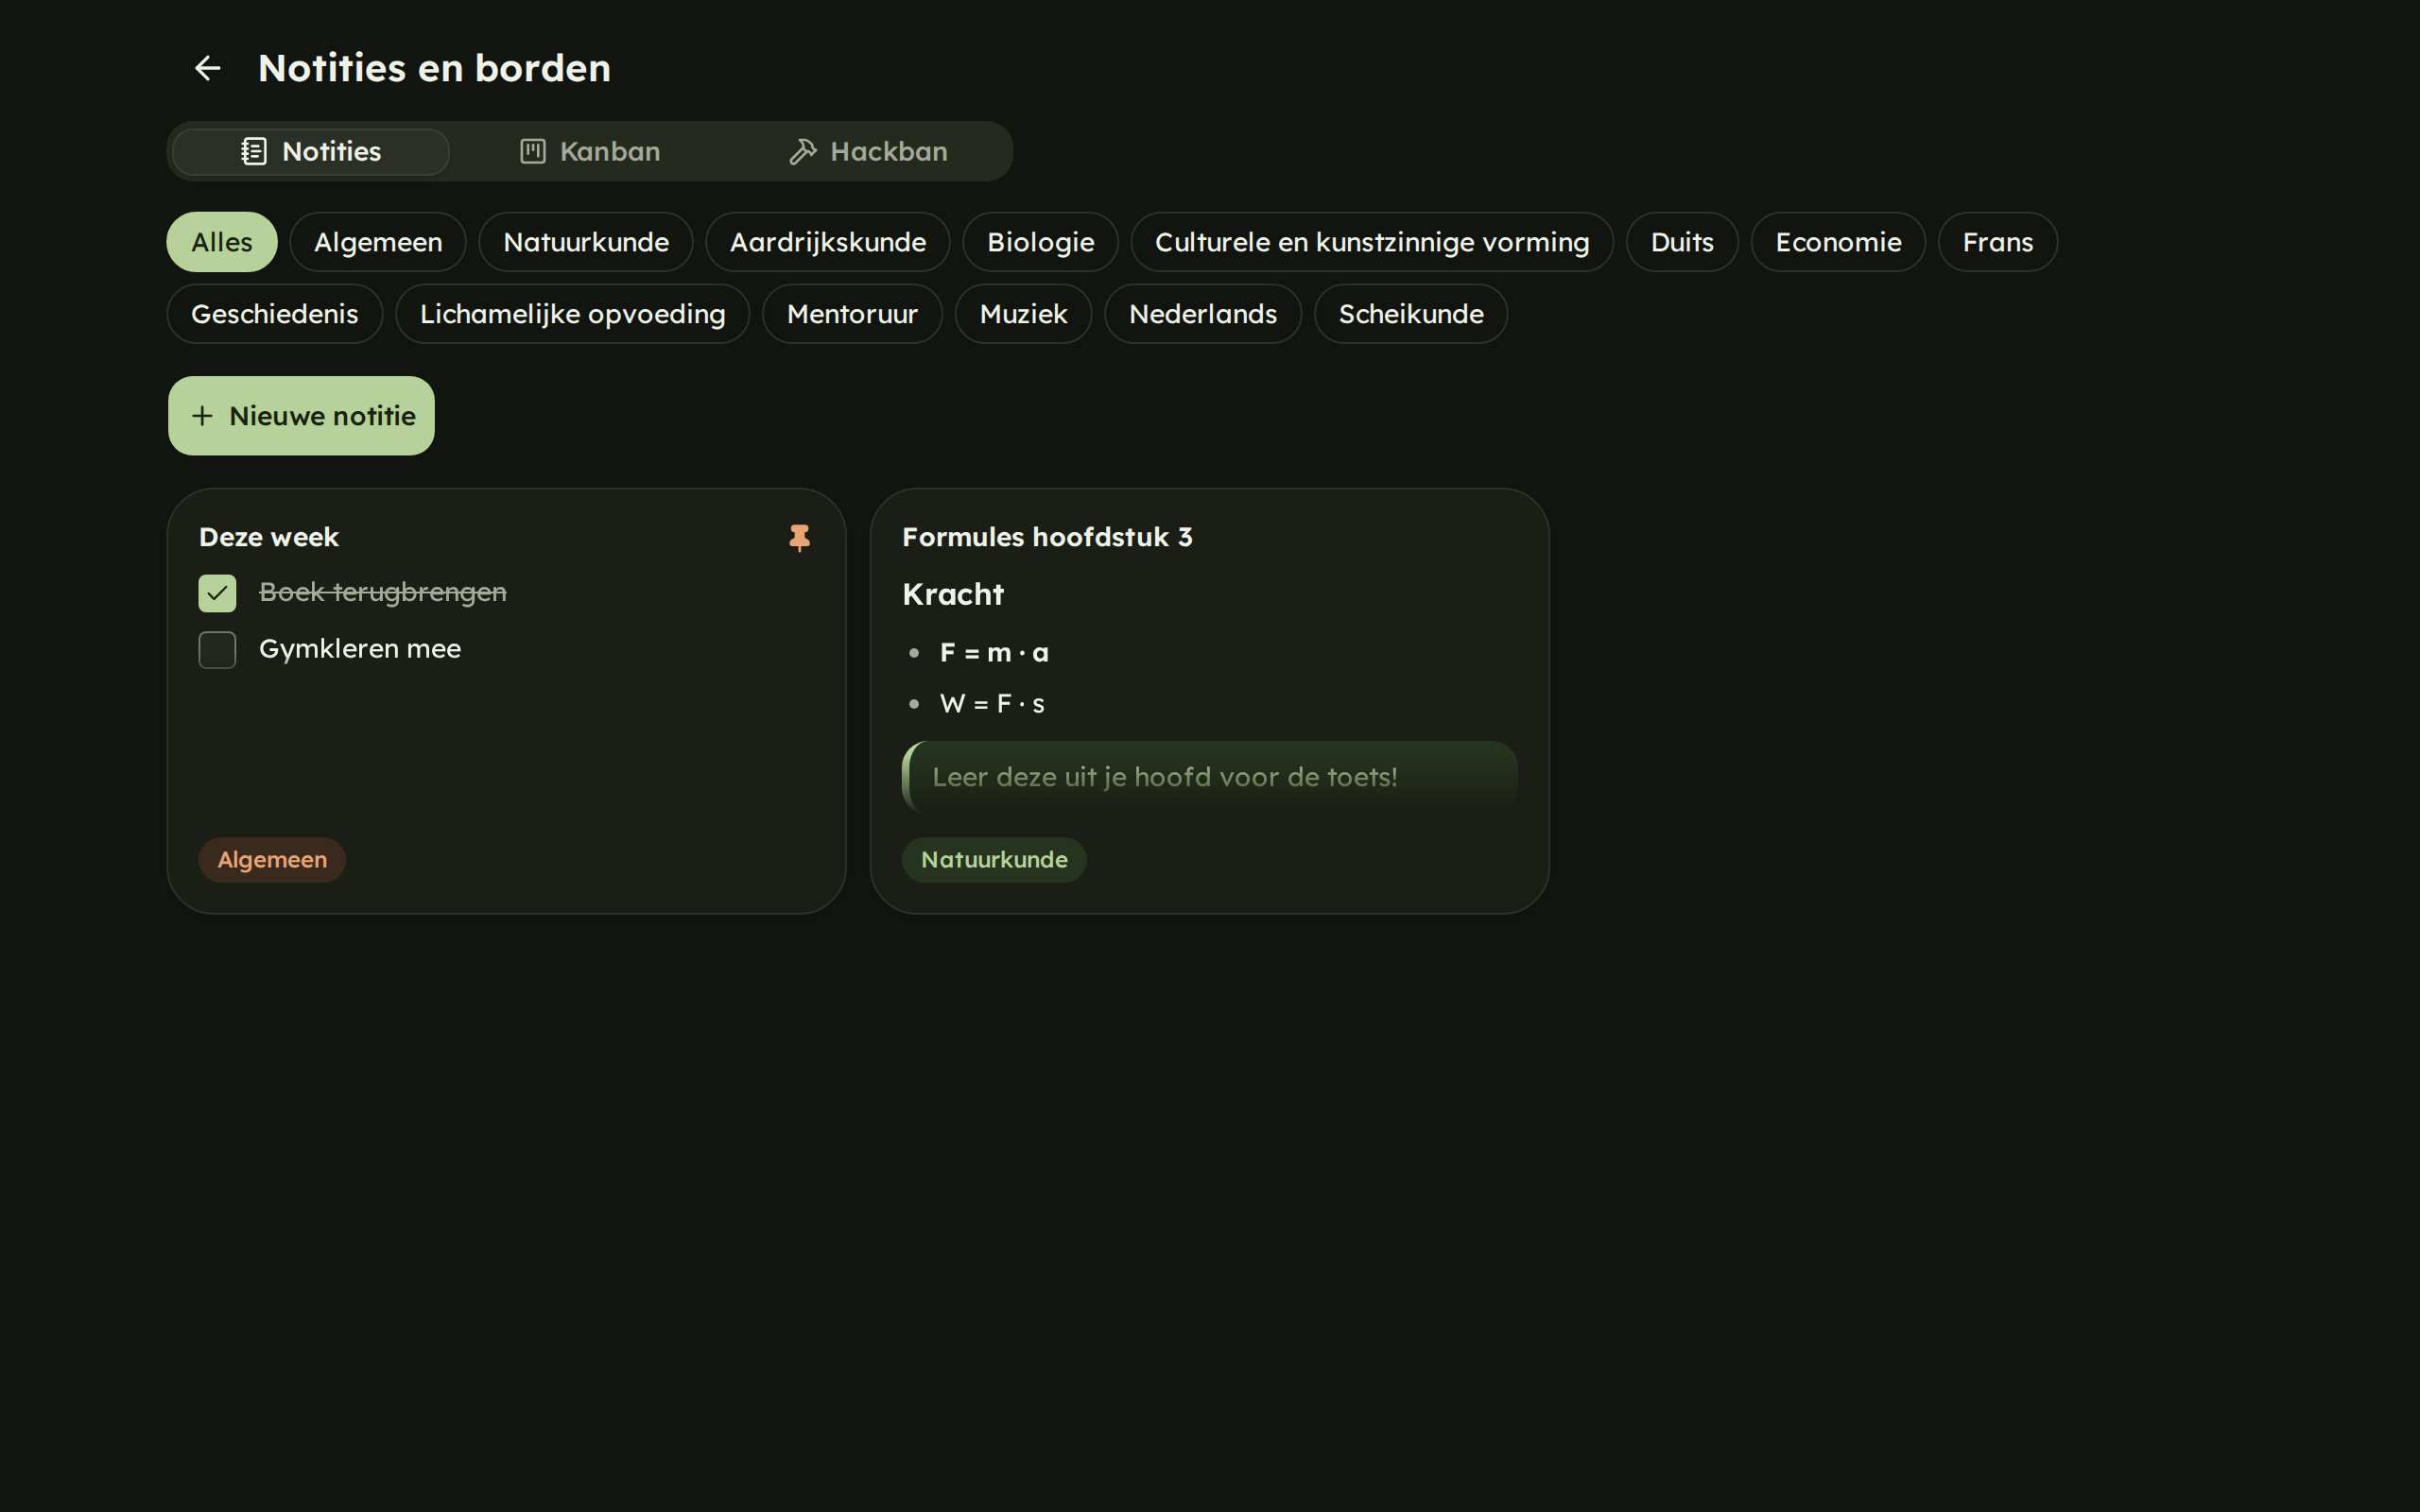 Notities en borden
Notities Kanban Hackban
Alles Algemeen Natuurkunde Aardrijkskunde Biologie Culturele en kunstzinnige vorming Duits Economie Frans
Geschiedenis Lichamelijke opvoeding Mentoruur Muziek Nederlands Scheikunde
+ Nieuwe notitie
Deze week
Boek terugbrengen
Gymkleren mee
Algemeen
Formules hoofdstuk 3
Kracht
• F = m · a
• W = F · s
Leer deze uit je hoofd voor de toets!
Natuurkunde